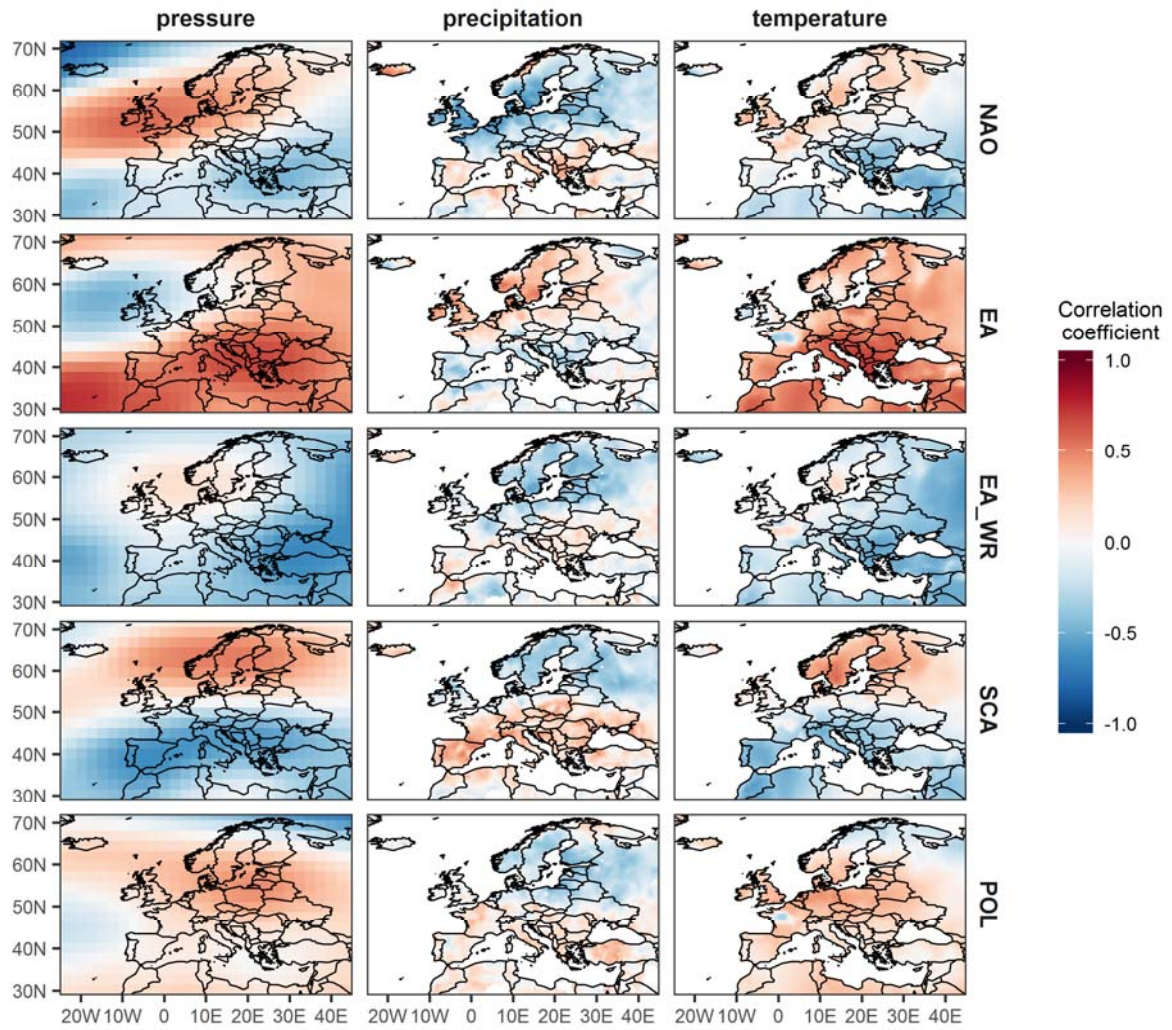 pressure precipitation temperature
70N
60N
50N
40N
30N
NAO
70N
60N
50N
40N
30N
EA
70N
60N
50N
40N
30N
EA_WR
70N
60N
50N
40N
30N
SCA
70N
60N
50N
40N
30N
POL
20W 10W 0 10E 20E 30E 40E 20W 10W 0 10E 20E 30E 40E 20W 10W 0 10E 20E 30E 40E
Correlation
coefficient
1.0
0.5
0.0
-0.5
-1.0